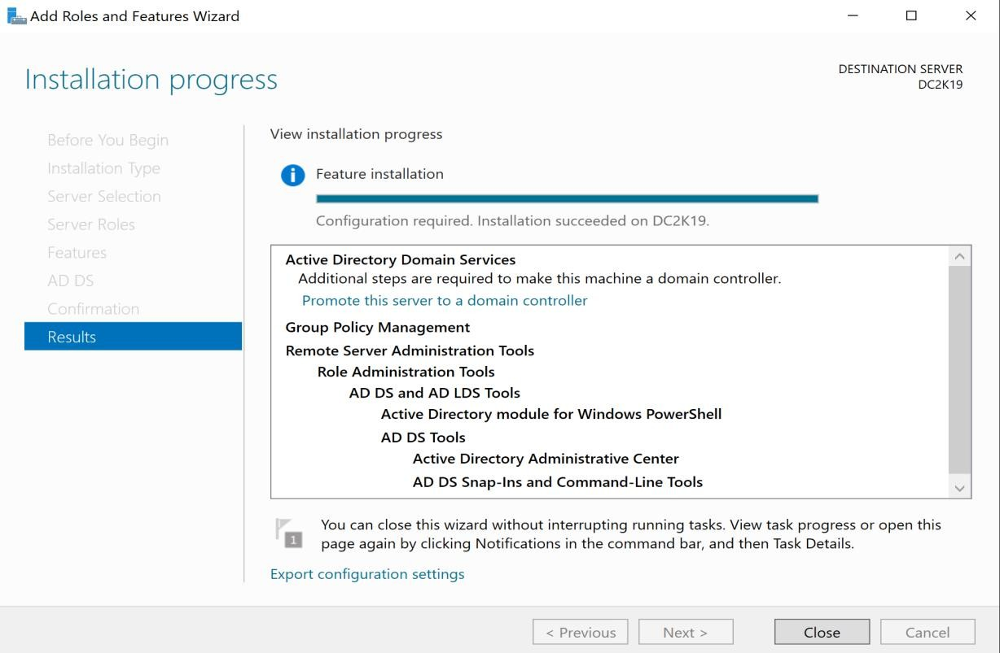 Add Roles and Features Wizard
Installation progress
DESTINATION SERVER
DC2K19
Before You Begin
Installation Type
Server Selection
Server Roles
Features
AD DS
Confirmation
Results
View installation progress
Feature installation
Configuration required. Installation succeeded on DC2K19.
Active Directory Domain Services
Additional steps are required to make this machine a domain controller.
Promote this server to a domain controller
Group Policy Management
Remote Server Administration Tools
Role Administration Tools
AD DS and AD LDS Tools
Active Directory module for Windows PowerShell
AD DS Tools
Active Directory Administrative Center
AD DS Snap-Ins and Command-Line Tools
1
You can close this wizard without interrupting running tasks. View task progress or open this
page again by clicking Notifications in the command bar, and then Task Details.
Export configuration settings
< Previous
Next >
Close
Cancel